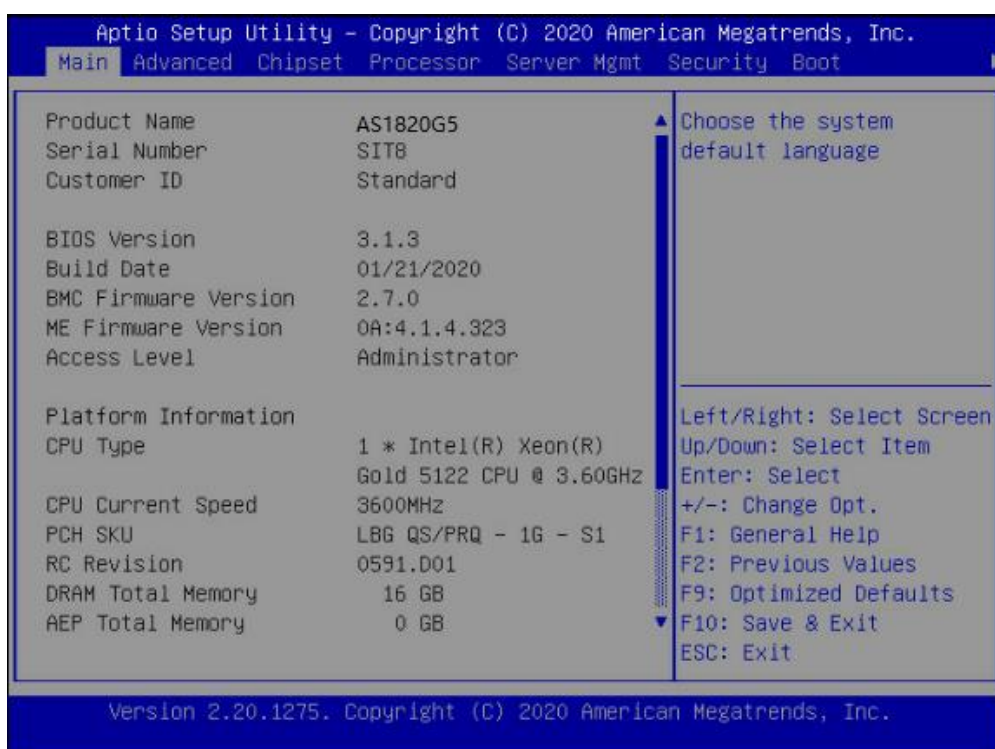 Aptio Setup Utility – Copyright (C) 2020 American Megatrends, Inc.
Main Advanced Chipset Processor Server Mgmt Security Boot
Product Name AS1820G5
Serial Number SIT8
Customer ID Standard
BIOS Version 3.1.3
Build Date 01/21/2020
BMC Firmware Version 2.7.0
ME Firmware Version 0A:4.1.4.323
Access Level Administrator
Platform Information
CPU Type 1 * Intel(R) Xeon(R)
Gold 5122 CPU @ 3.60GHz
CPU Current Speed 3600MHz
PCH SKU LBG QS/PRQ – 1G – S1
RC Revision 0591.D01
DRAM Total Memory 16 GB
AEP Total Memory 0 GB
Choose the system
default language
Left/Right: Select Screen
Up/Down: Select Item
Enter: Select
+/-: Change Opt.
F1: General Help
F2: Previous Values
F9: Optimized Defaults
F10: Save & Exit
ESC: Exit
Version 2.20.1275. Copyright (C) 2020 American Megatrends, Inc.